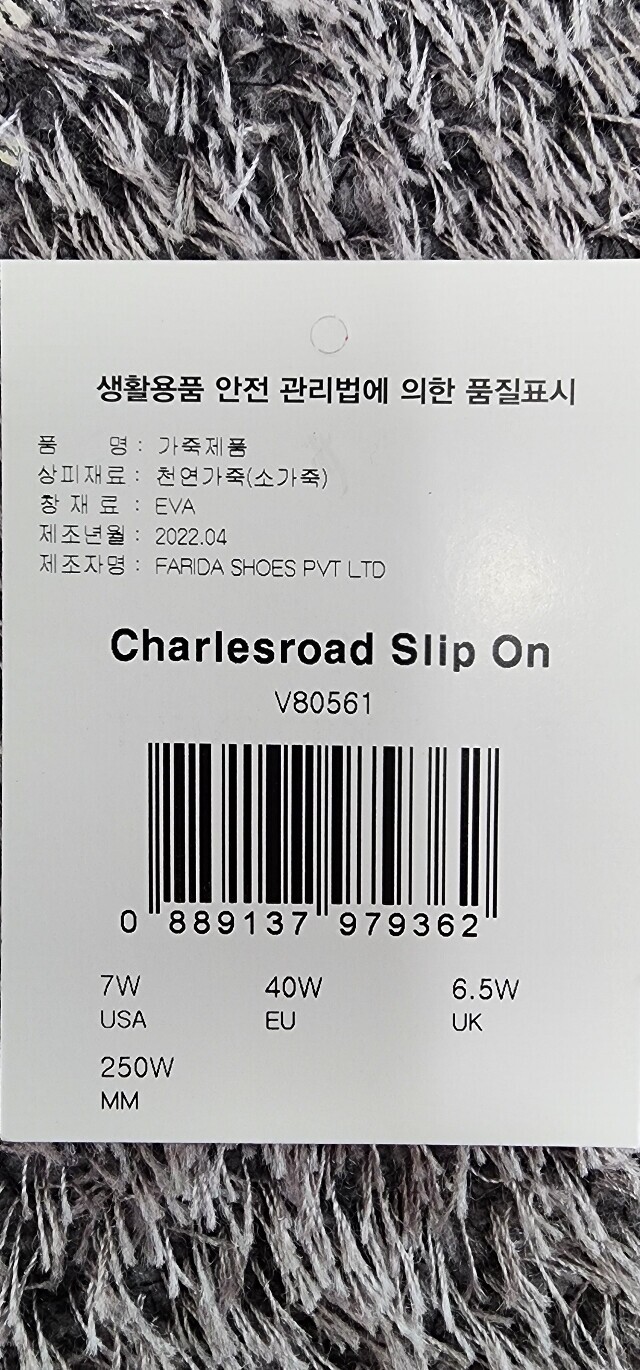 생활용품 안전 관리법에 의한 품질표시
품 명 : 가죽제품
상피재료 : 천연가죽(소가죽)
창 재 료 : EVA
제조년월 : 2022.04
제조자명 : FARIDA SHOES PVT LTD
Charlesroad Slip On
V80561
0 889137 979362
7W 40W 6.5W
USA EU UK
250W
MM